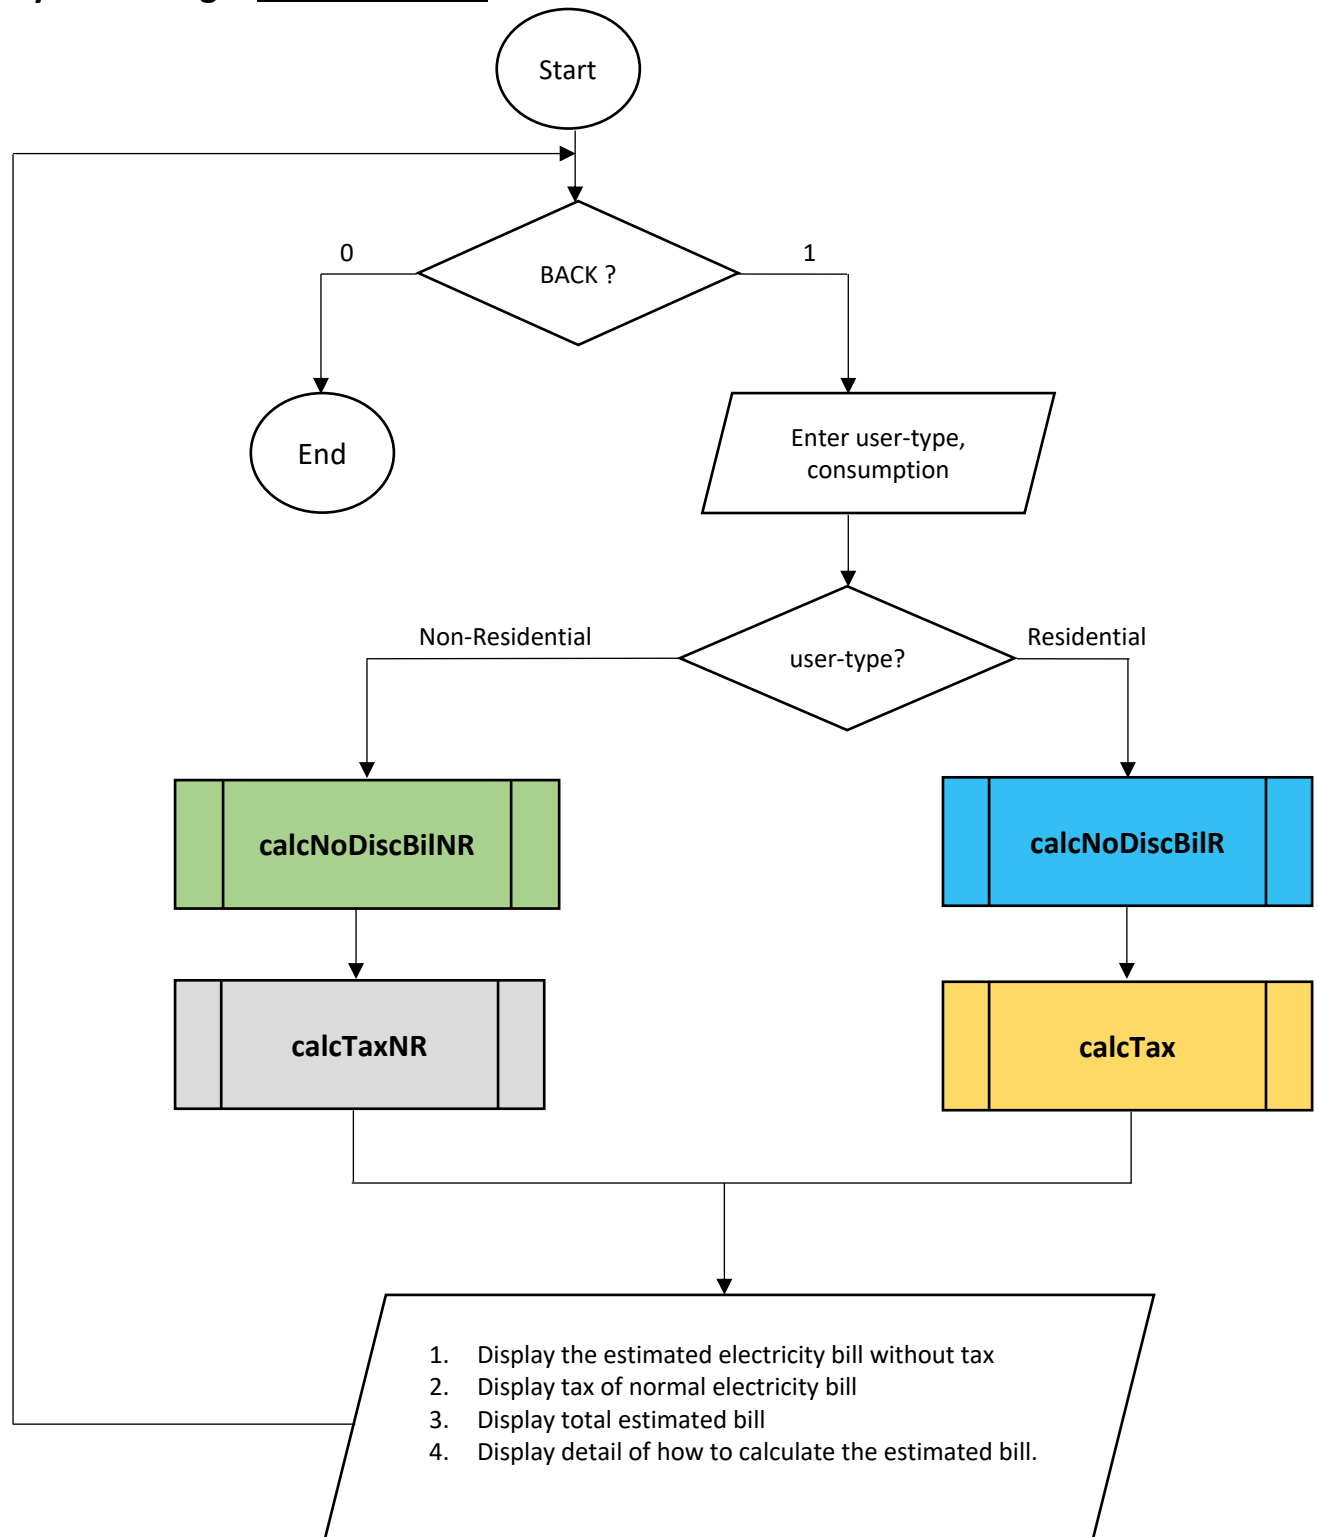 Start
BACK ?
0
1
End
Enter user-type,
consumption
user-type?
Non-Residential
Residential
calcNoDiscBilNR
calcNoDiscBilR
calcTaxNR
calcTax
1. Display the estimated electricity bill without tax
2. Display tax of normal electricity bill
3. Display total estimated bill
4. Display detail of how to calculate the estimated bill.